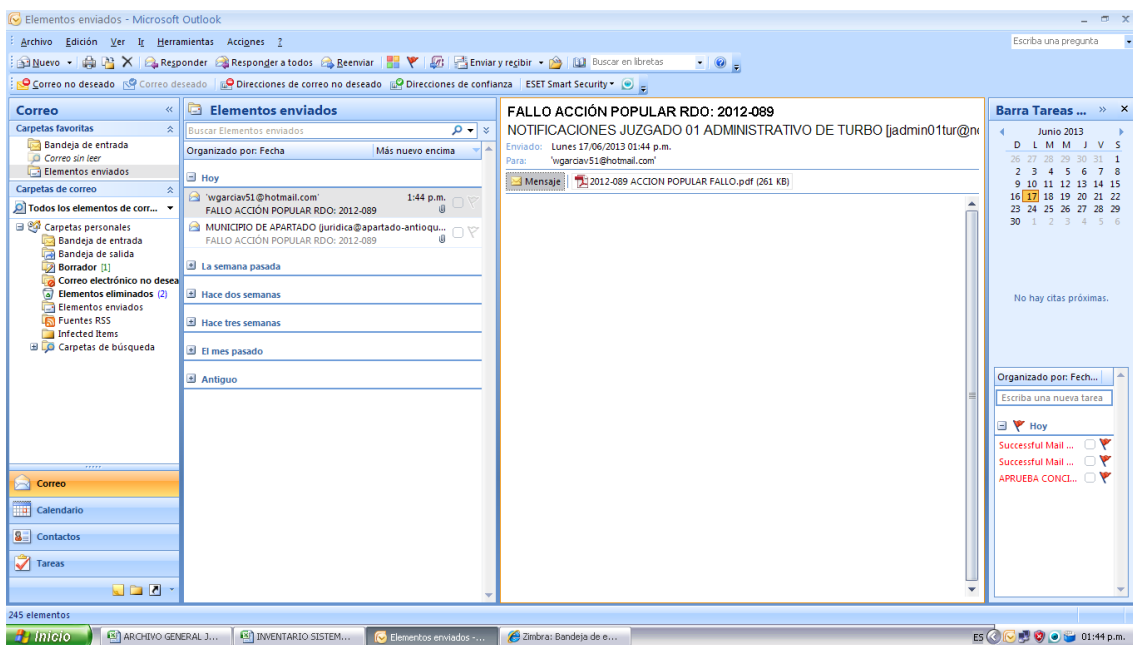 Elementos enviados - Microsoft Outlook
Archivo Edición Ver Ir Herramientas Acciones ?
Escriba una pregunta
Nuevo Responder Responder a todos Reenviar Enviar y recibir Buscar en libretas
Correo no deseado Correo deseado Direcciones de correo no deseado Direcciones de confianza ESET Smart Security
Correo
Carpetas favoritas
Bandeja de entrada
Correo sin leer
Elementos enviados
Carpetas de correo
Todos los elementos de corr...
Carpetas personales
Bandeja de entrada
Bandeja de salida
Borrador [1]
Correo electrónico no desea
Elementos eliminados (2)
Elementos enviados
Fuentes RSS
Infected Items
Carpetas de búsqueda
Correo
Calendario
Contactos
Tareas
Elementos enviados
Buscar Elementos enviados
Organizado por: Fecha Más nuevo encima
Hoy
'wgarciav51@hotmail.com' 1:44 p.m.
FALLO ACCIÓN POPULAR RDO: 2012-089
MUNICIPIO DE APARTADO (juridica@apartado-antioqu...
FALLO ACCIÓN POPULAR RDO: 2012-089
La semana pasada
Hace dos semanas
Hace tres semanas
El mes pasado
Antiguo
FALLO ACCIÓN POPULAR RDO: 2012-089
NOTIFICACIONES JUZGADO 01 ADMINISTRATIVO DE TURBO [jadmin01tur@no
Enviado: Lunes 17/06/2013 01:44 p.m.
Para: 'wgarciav51@hotmail.com'
Mensaje 2012-089 ACCION POPULAR FALLO.pdf (261 KB)
Barra Tareas ... » ×
Junio 2013
D L M M J V S
26 27 28 29 30 31 1
2 3 4 5 6 7 8
9 10 11 12 13 14 15
16 17 18 19 20 21 22
23 24 25 26 27 28 29
30 1 2 3 4 5 6
No hay citas próximas.
Organizado por: Fech...
Escriba una nueva tarea
Hoy
Successful Mail ...
Successful Mail ...
APRUEBA CONCI...
245 elementos
Inicio ARCHIVO GENERAL J... INVENTARIO SISTEM... Elementos enviados -... Zimbra: Bandeja de e... ES 01:44 p.m.